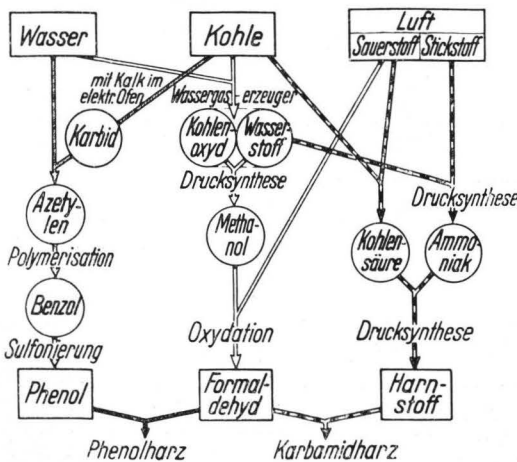 Wasser
Kohle
Luft
Sauerstoff Stickstoff
mit Kalk im
elektr. Ofen
Wassergaserzeuger
Karbid
Kohlen-
oxyd
Wasser-
stoff
Drucksynthese
Azety-
len
Metha-
nol
Drucksynthese
Kohlen-
säure
Ammo-
niak
Polymerisation
Benzol
Sulfonierung
Oxydation
Drucksynthese
Phenol
Formal-
dehyd
Harn-
stoff
Phenolharz
Karbamidharz